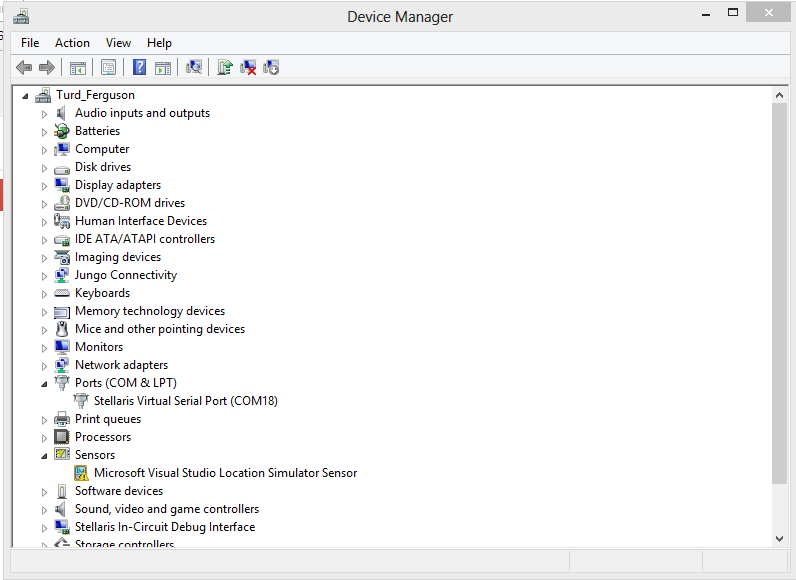 Device Manager
File Action View Help
Turd_Ferguson
Audio inputs and outputs
Batteries
Computer
Disk drives
Display adapters
DVD/CD-ROM drives
Human Interface Devices
IDE ATA/ATAPI controllers
Imaging devices
Jungo Connectivity
Keyboards
Memory technology devices
Mice and other pointing devices
Monitors
Network adapters
Ports (COM & LPT)
Stellaris Virtual Serial Port (COM18)
Print queues
Processors
Sensors
Microsoft Visual Studio Location Simulator Sensor
Software devices
Sound, video and game controllers
Stellaris In-Circuit Debug Interface
Storage controllers